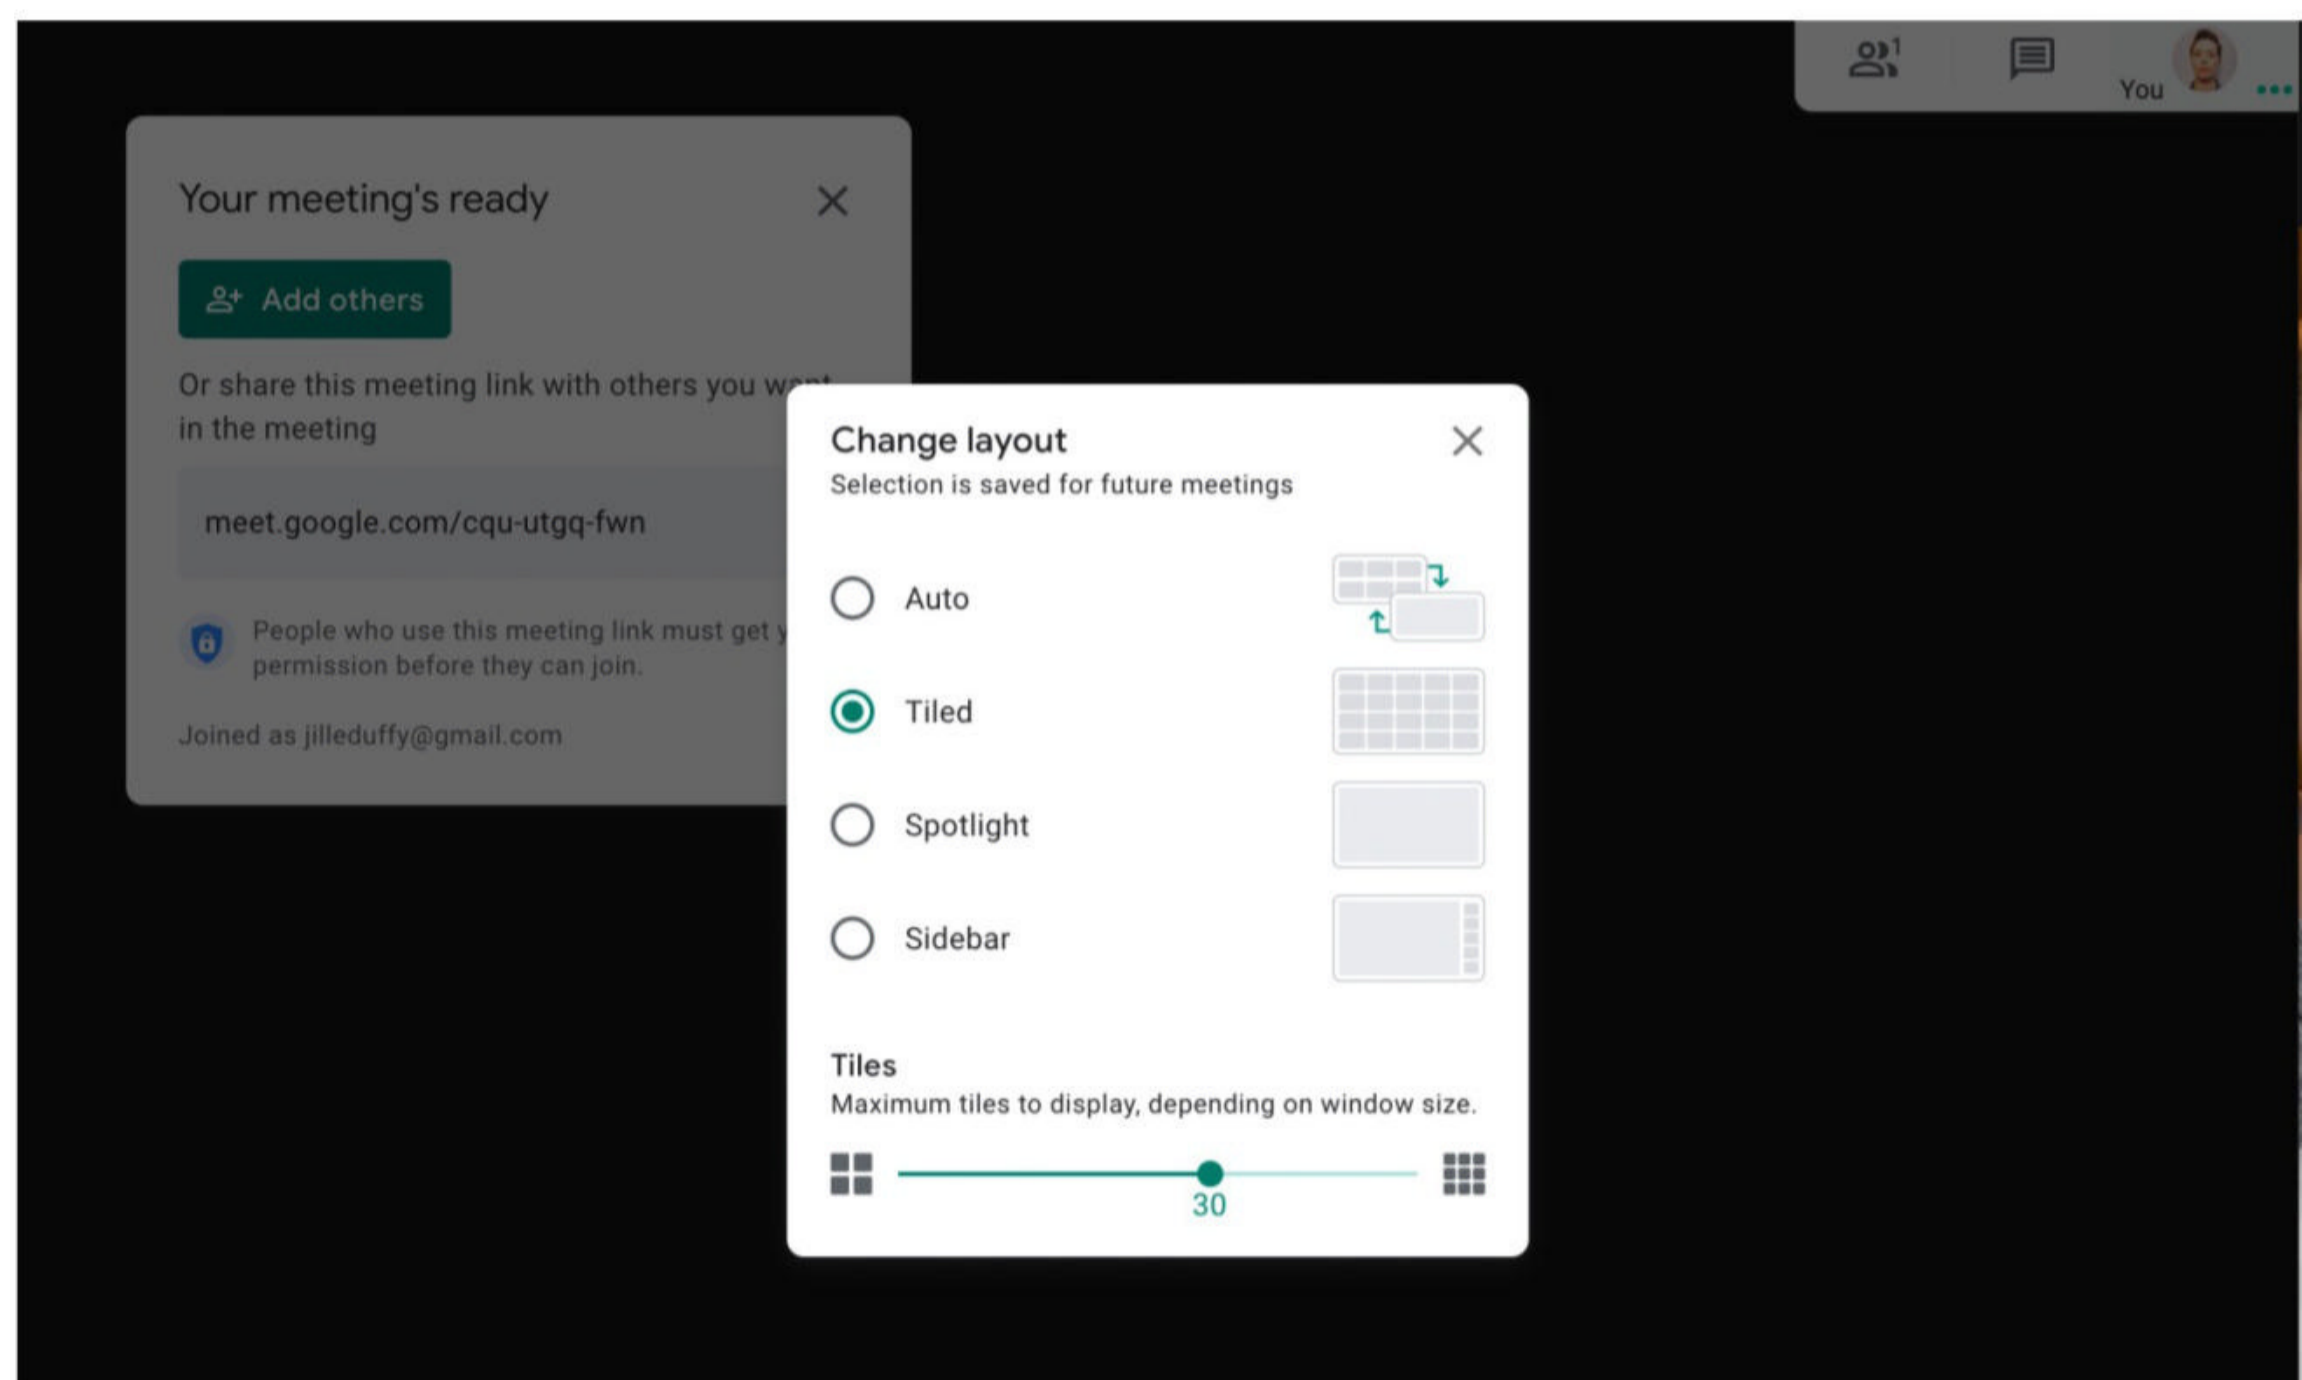 1
You
Your meeting's ready
Add others
Or share this meeting link with others you want
in the meeting
meet.google.com/cqu-utgq-fwn
People who use this meeting link must get
permission before they can join.
Joined as jilleduffy@gmail.com
Change layout
Selection is saved for future meetings
Auto
Tiled
Spotlight
Sidebar
Tiles
Maximum tiles to display, depending on window size.
30